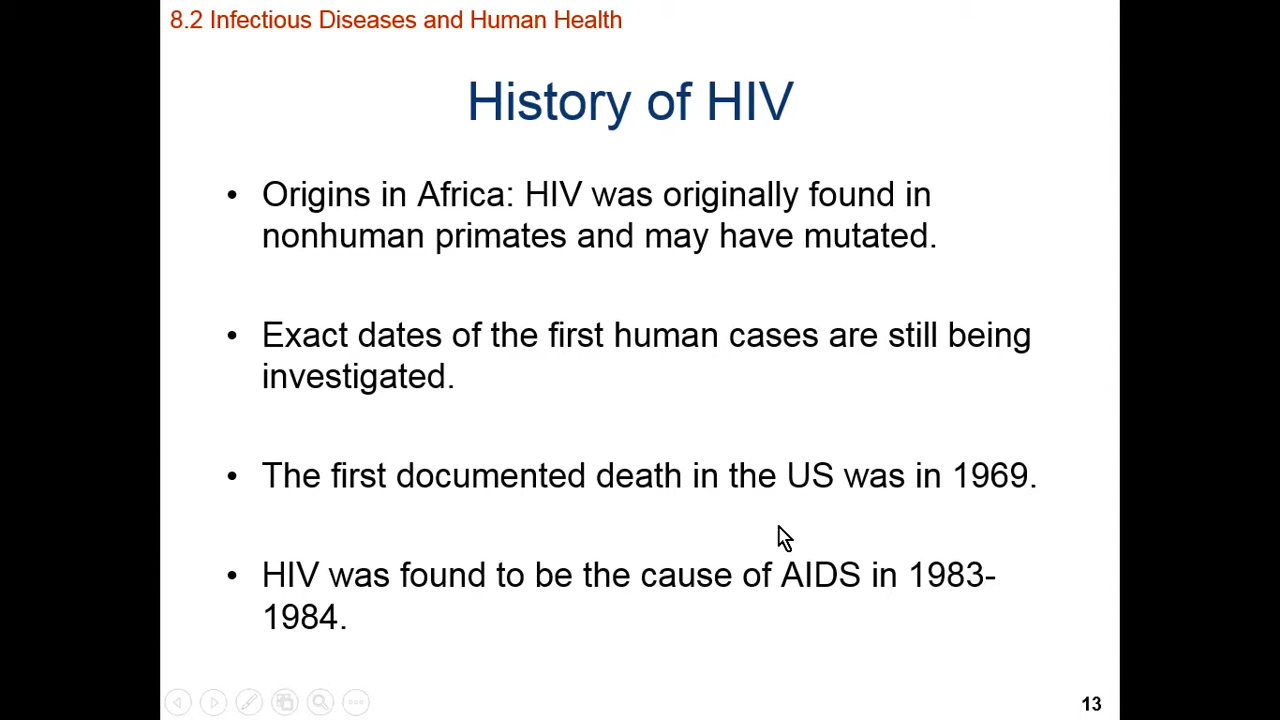 8.2 Infectious Diseases and Human Health
History of HIV
• Origins in Africa: HIV was originally found in
nonhuman primates and may have mutated.
• Exact dates of the first human cases are still being
investigated.
• The first documented death in the US was in 1969.
• HIV was found to be the cause of AIDS in 1983-
1984.
13